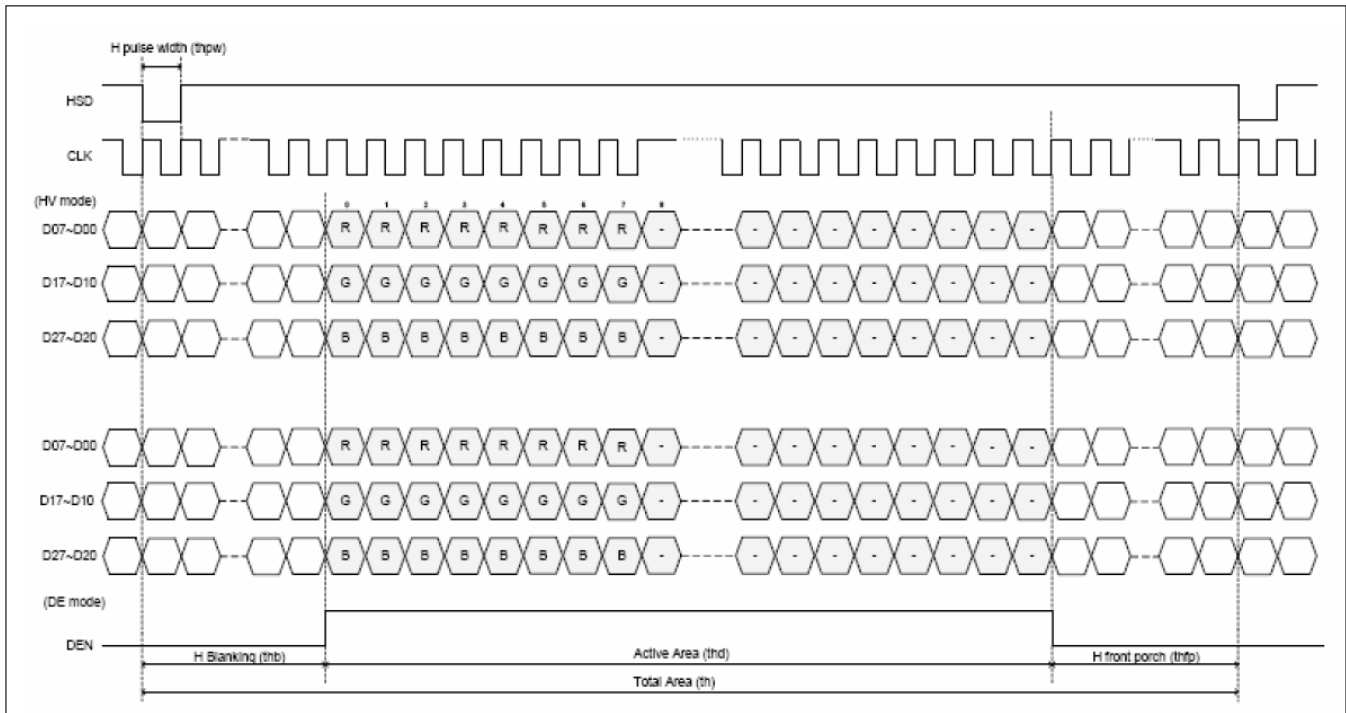 H pulse width (thpw)
HSD
CLK
(HV mode)
0 1 2 3 4 5 6 7 8
D07~D00 R R R R R R R R - - - - - - - - -
D17~D10 G G G G G G G G - - - - - - - - -
D27~D20 B B B B B B B B - - - - - - - - -
D07~D00 R R R R R R R R - - - - - - - - -
D17~D10 G G G G G G G G - - - - - - - - -
D27~D20 B B B B B B B B - - - - - - - - -
(DE mode)
DEN
H Blanking (thb) Active Area (thd) H front porch (thfp)
Total Area (th)